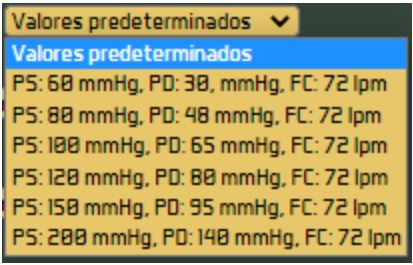 Valores predeterminados
Valores predeterminados
PS: 60 mmHg, PD: 30, mmHg, FC: 72 lpm
PS: 80 mmHg, PD: 48 mmHg, FC: 72 lpm
PS: 100 mmHg, PD: 65 mmHg, FC: 72 lpm
PS: 120 mmHg, PD: 80 mmHg, FC: 72 lpm
PS: 150 mmHg, PD: 95 mmHg, FC: 72 lpm
PS: 200 mmHg, PD: 140 mmHg, FC: 72 lpm